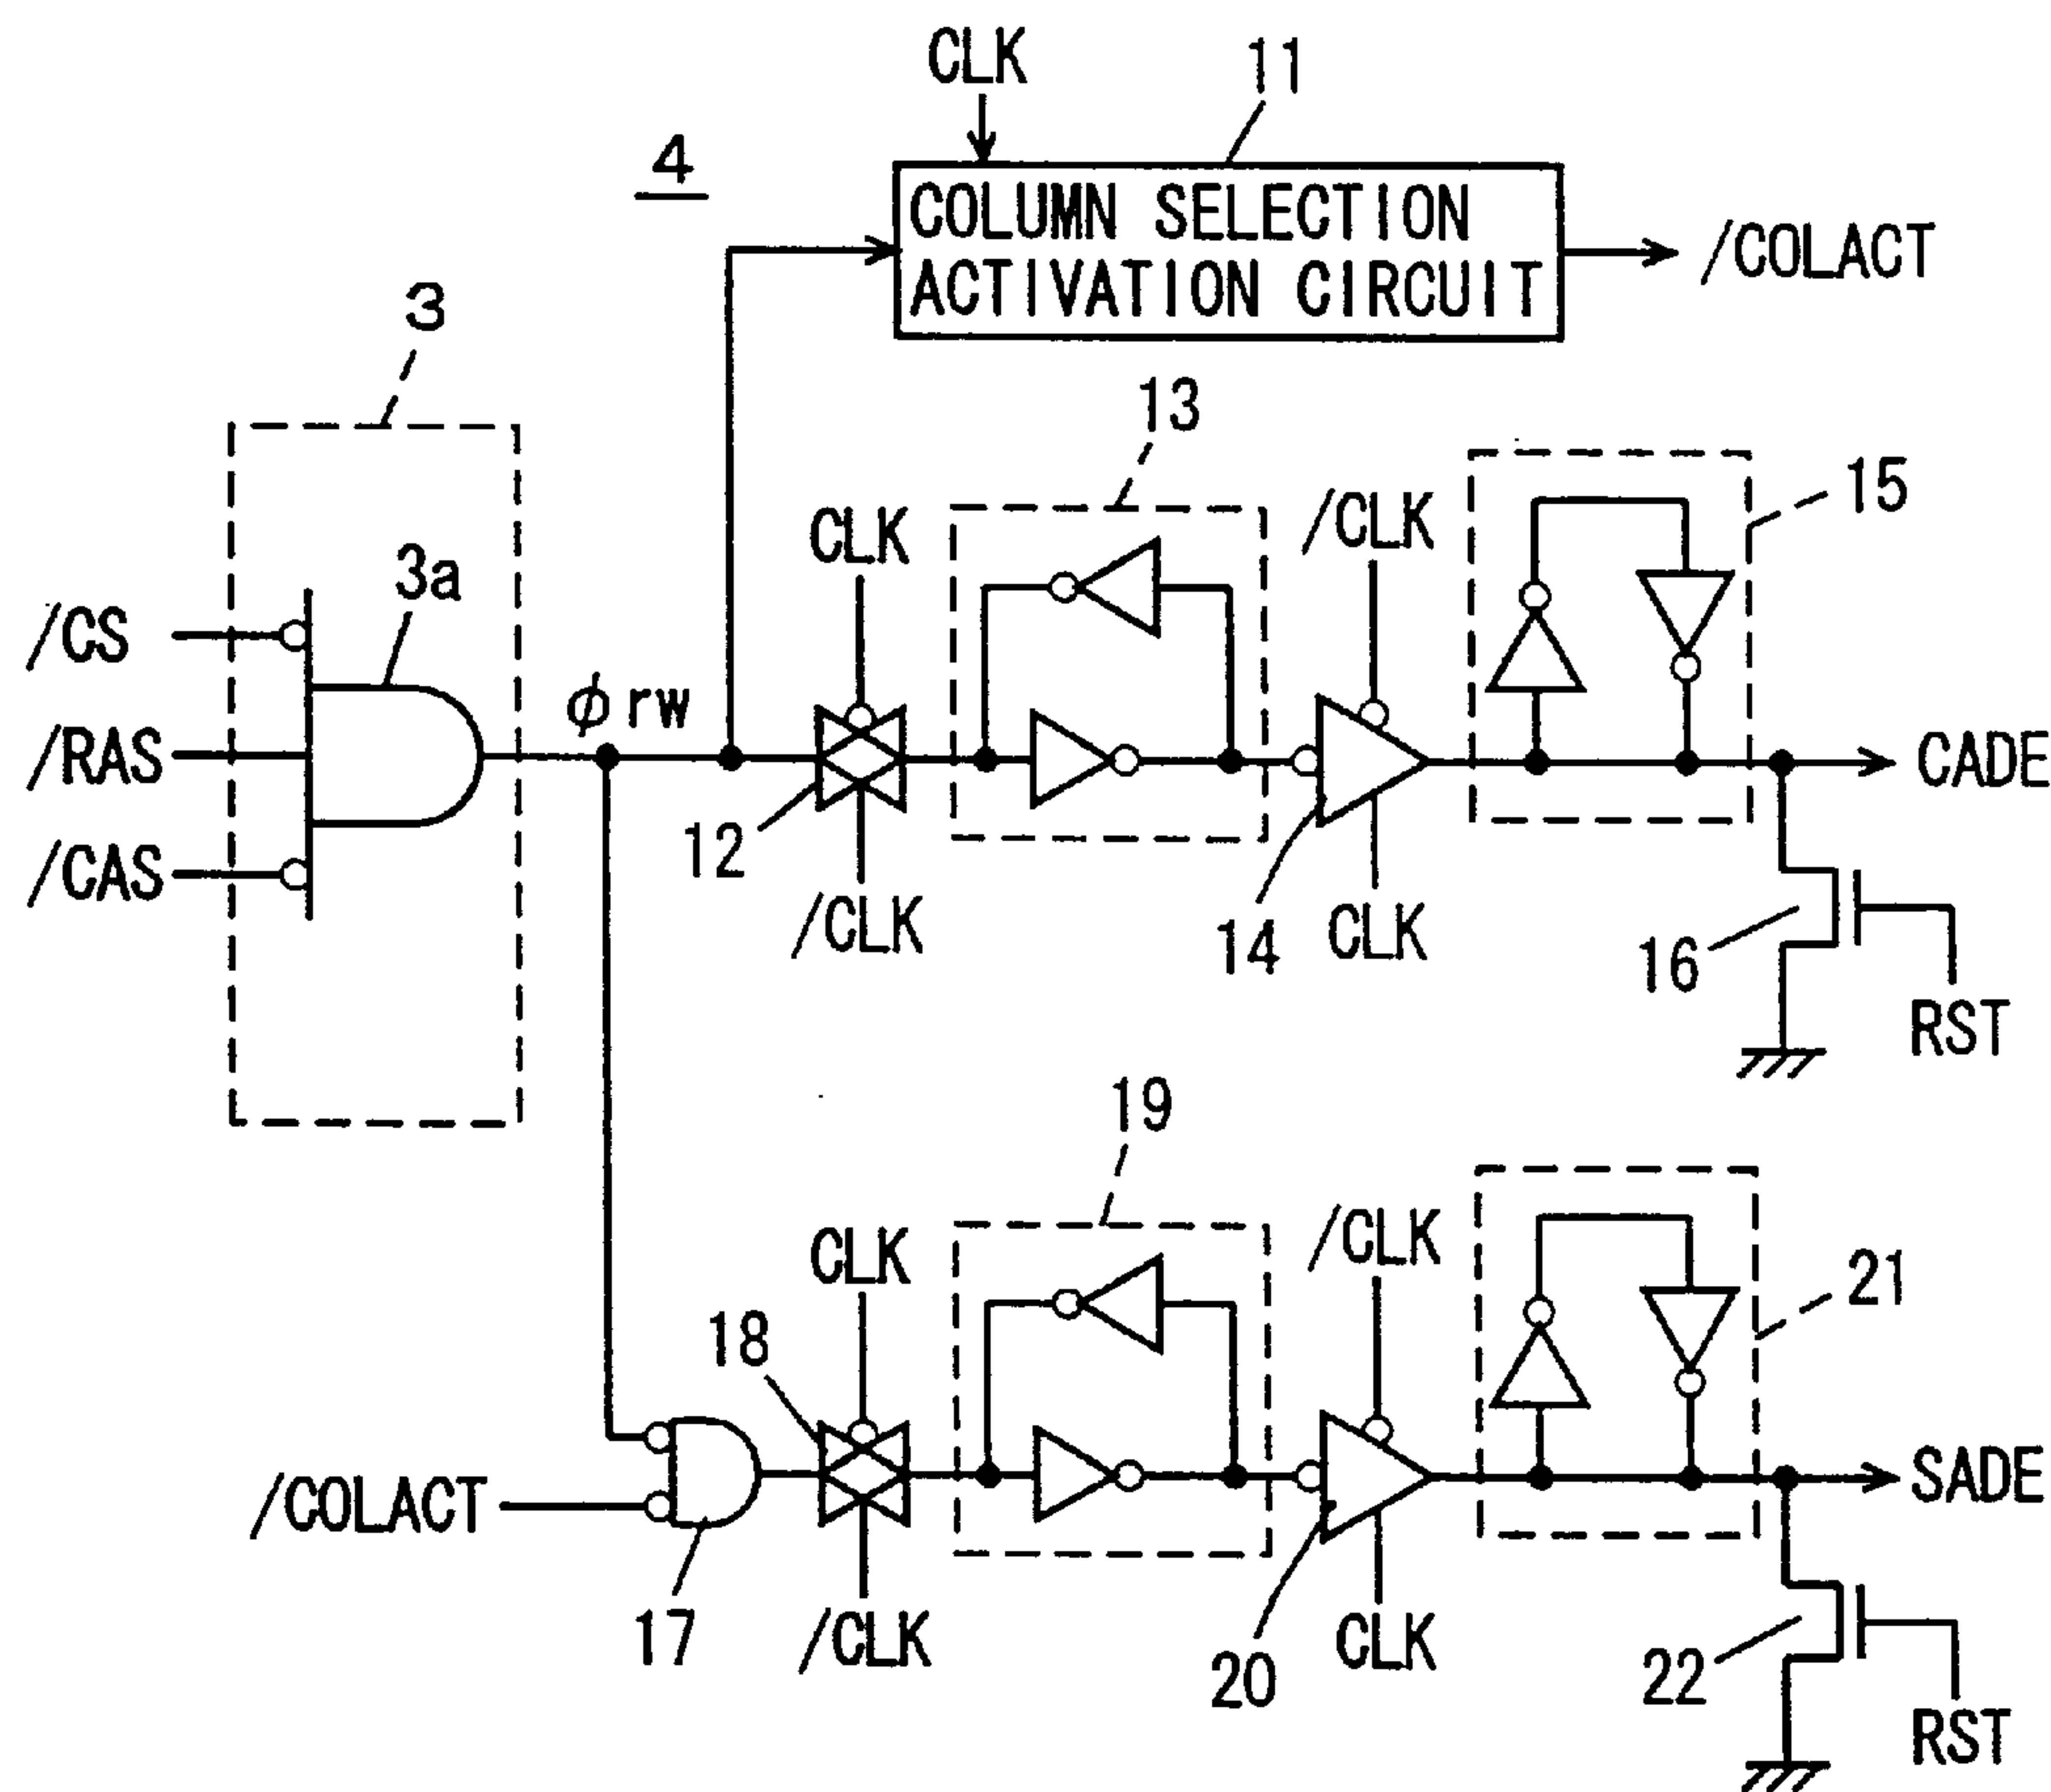 CLK
11
4
COLUMN SELECTION
ACTIVATION CIRCUIT
/COLACT
3
13
15
CLK
/CLK
3a
/CS
φ rw
/RAS
CADE
12
/CAS
/CLK
14
CLK
16
RST
19
CLK
/CLK
21
18
SADE
/COLACT
17
/CLK
20
CLK
22
RST